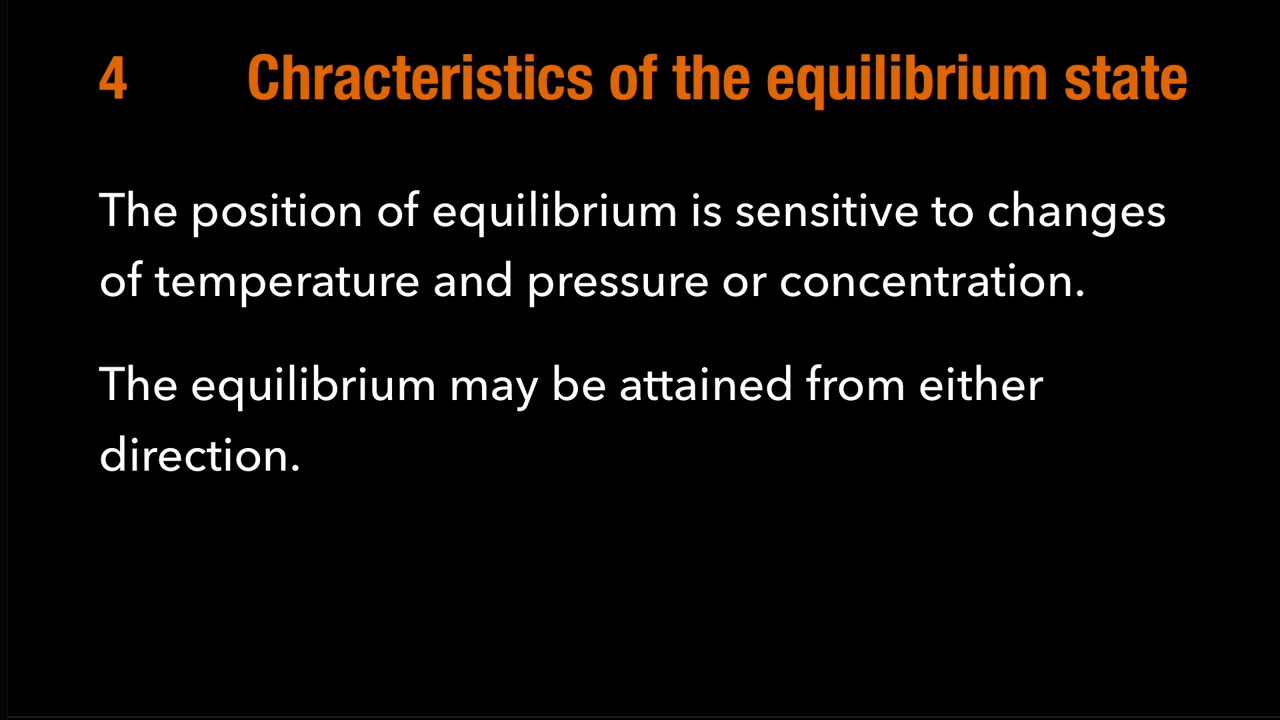 4 Chracteristics of the equilibrium state
The position of equilibrium is sensitive to changes
of temperature and pressure or concentration.
The equilibrium may be attained from either
direction.